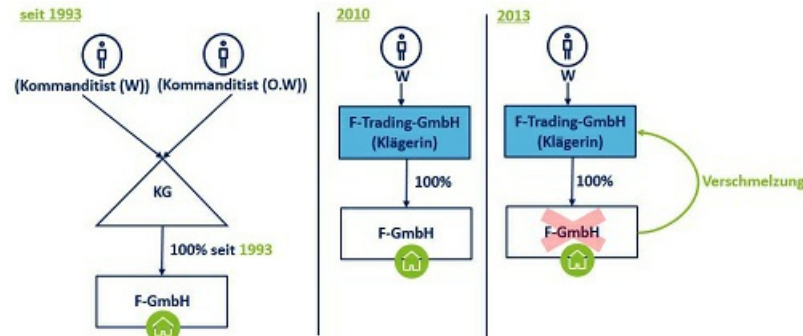 seit 1993
(Kommanditist (W))
(Kommanditist (O.W))
KG
100% seit 1993
F-GmbH
2010
W
F-Trading-GmbH
(Klägerin)
100%
F-GmbH
2013
W
F-Trading-GmbH
(Klägerin)
100%
Verschmelzung
F-GmbH